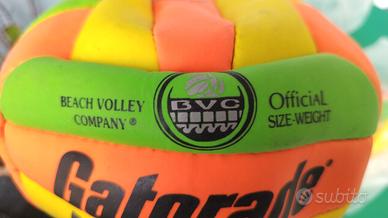 BEACH VOLLEY
COMPANY®
BVC
Official
SIZE-WEIGHT
Gatorade
subito